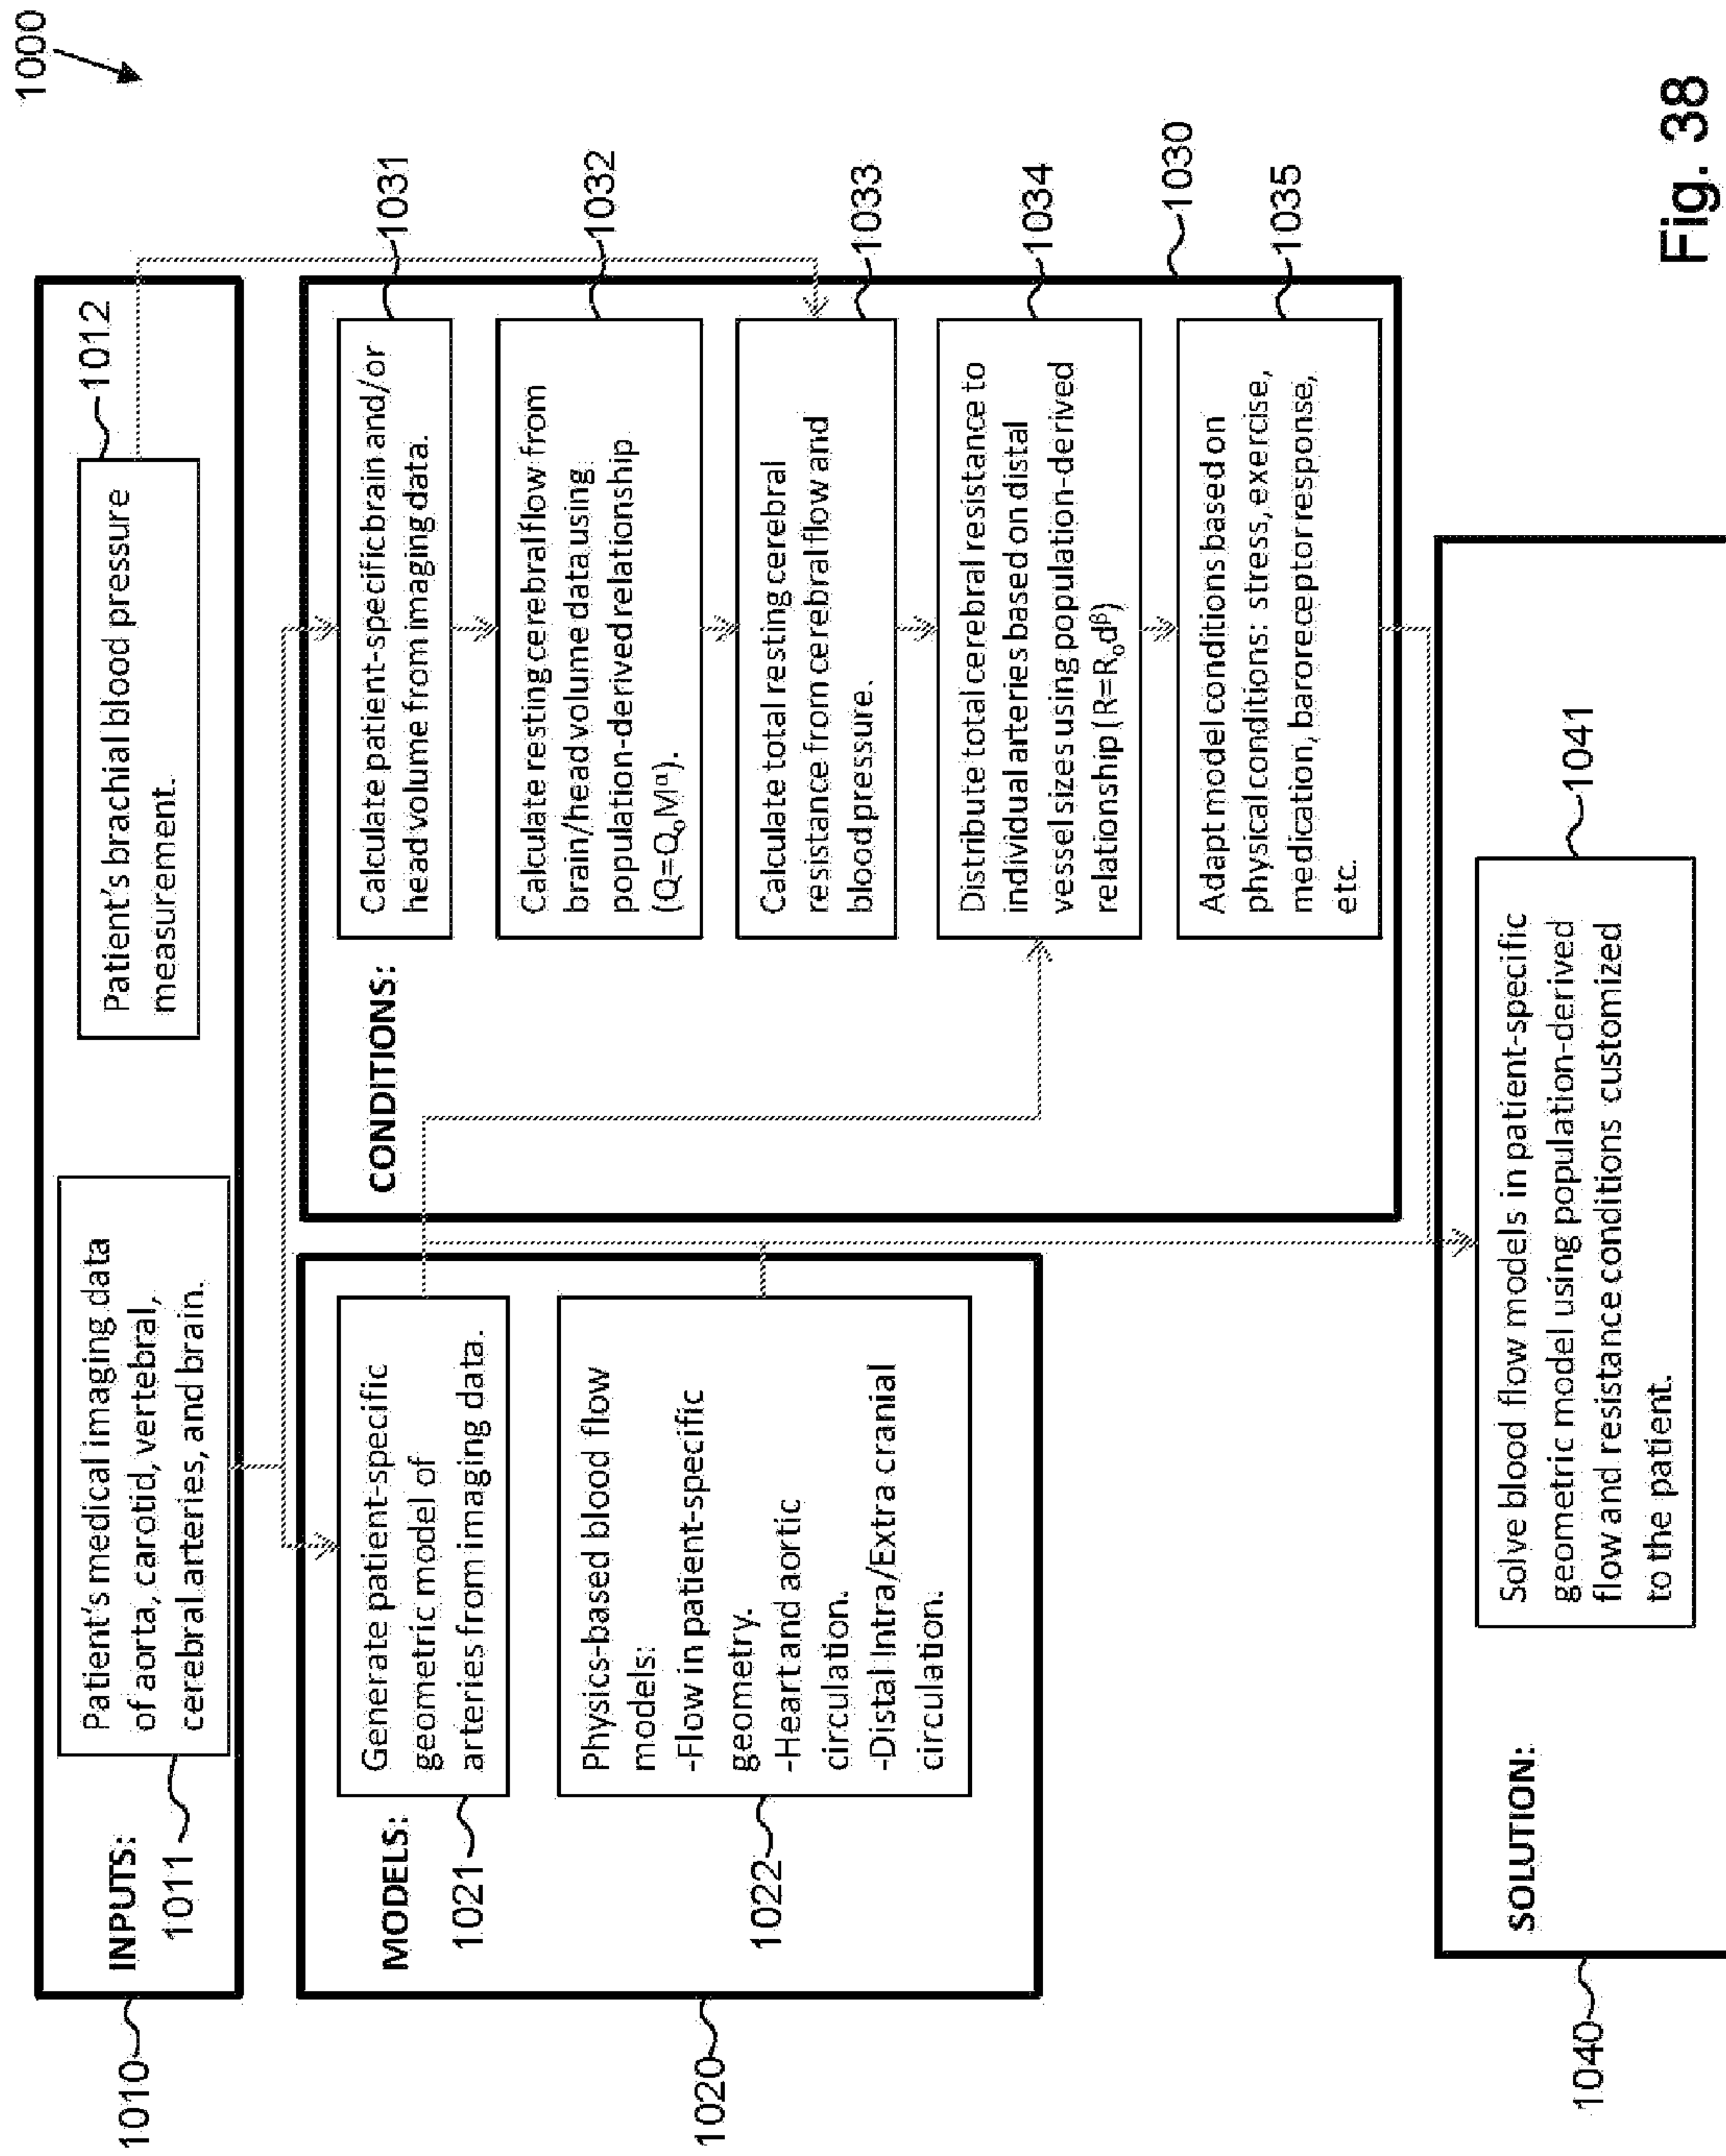 1000
1010
INPUTS:
1011
Patient's medical imaging data
of aorta, carotid, vertebral,
cerebral arteries, and brain.
1012
Patient's brachial blood pressure
measurement.
1020
MODELS:
1021
Generate patient-specific
geometric model of
arteries from imaging data.
1022
Physics-based blood flow
models:
-Flow in patient-specific
geometry.
-Heart and aortic
circulation.
-Distal Intra/Extra cranial
circulation.
CONDITIONS:
1031
Calculate patient-specific brain and/or
head volume from imaging data.
1032
Calculate resting cerebral flow from
brain/head volume data using
population-derived relationship
(Q=QₒMᵅ).
1033
Calculate total resting cerebral
resistance from cerebral flow and
blood pressure.
1034
Distribute total cerebral resistance to
individual arteries based on distal
vessel sizes using population-derived
relationship (R=Rₒdᵝ)
1030
1035
Adapt model conditions based on
physical conditions: stress, exercise,
medication, baroreceptor response,
etc.
1040
SOLUTION:
1041
Solve blood flow models in patient-specific
geometric model using population-derived
flow and resistance conditions customized
to the patient.
Fig. 38